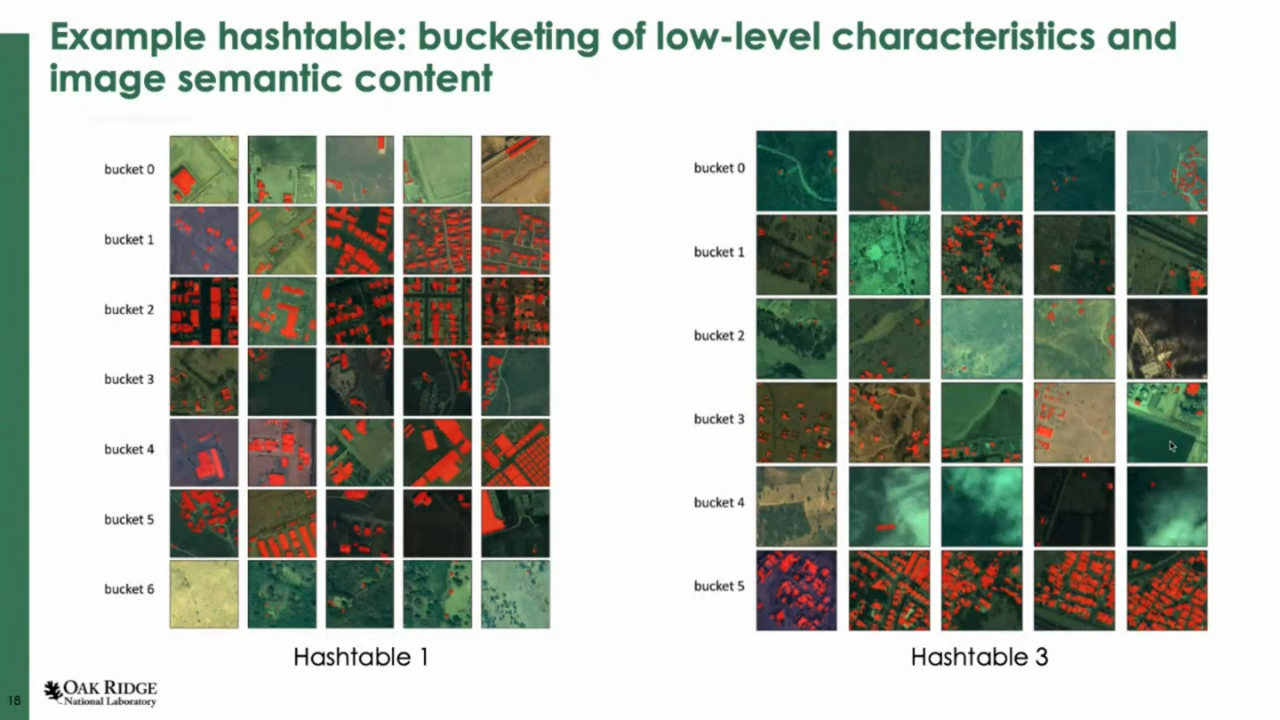 Example hashtable: bucketing of low-level characteristics and
image semantic content
bucket 0
bucket 1
bucket 2
bucket 3
bucket 4
bucket 5
bucket 6
Hashtable 1
bucket 0
bucket 1
bucket 2
bucket 3
bucket 4
bucket 5
Hashtable 3
18
OAK RIDGE
National Laboratory